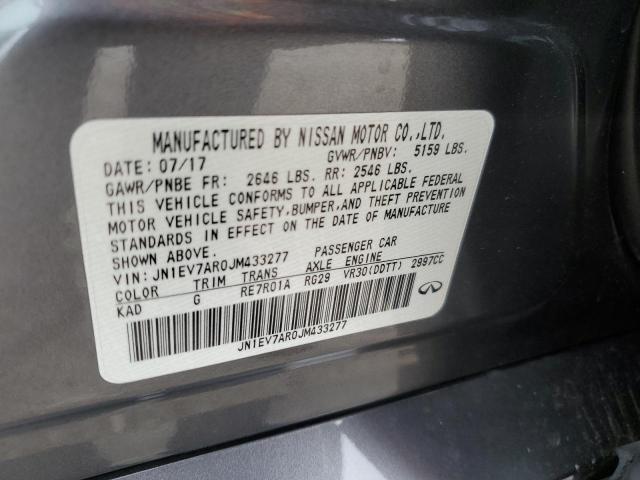 MANUFACTURED BY NISSAN MOTOR CO.,LTD.
DATE: 07/17 GVWR/PNBV: 5159 LBS.
GAWR/PNBE FR: 2646 LBS. RR: 2546 LBS.
THIS VEHICLE CONFORMS TO ALL APPLICABLE FEDERAL
MOTOR VEHICLE SAFETY,BUMPER,AND THEFT PREVENTION
STANDARDS IN EFFECT ON THE DATE OF MANUFACTURE
SHOWN ABOVE.
VIN: JN1EV7AR0JM433277 PASSENGER CAR
COLOR TRIM TRANS AXLE ENGINE
KAD G RE7R01A RG29 VR30(DDTT) 2997CC
JN1EV7AR0JM433277
INFINITI